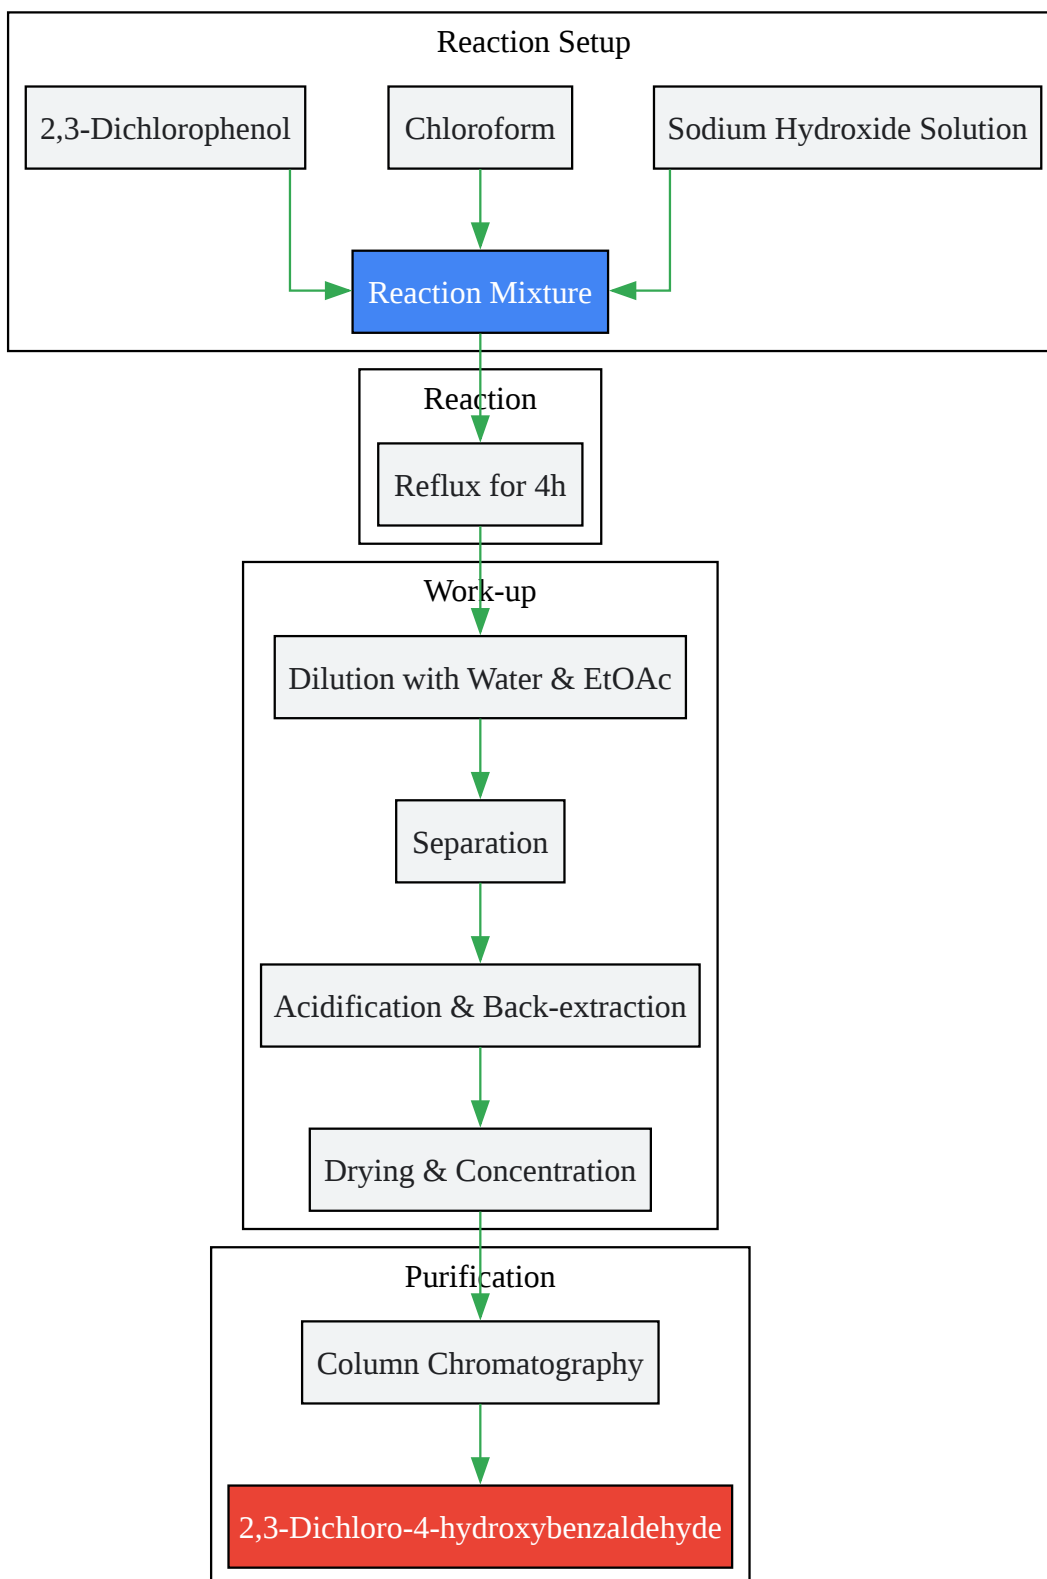 Reaction Setup
2,3-Dichlorophenol
Chloroform
Sodium Hydroxide Solution
Reaction Mixture
Reaction
Reflux for 4h
Work-up
Dilution with Water & EtOAc
Separation
Acidification & Back-extraction
Drying & Concentration
Purification
Column Chromatography
2,3-Dichloro-4-hydroxybenzaldehyde